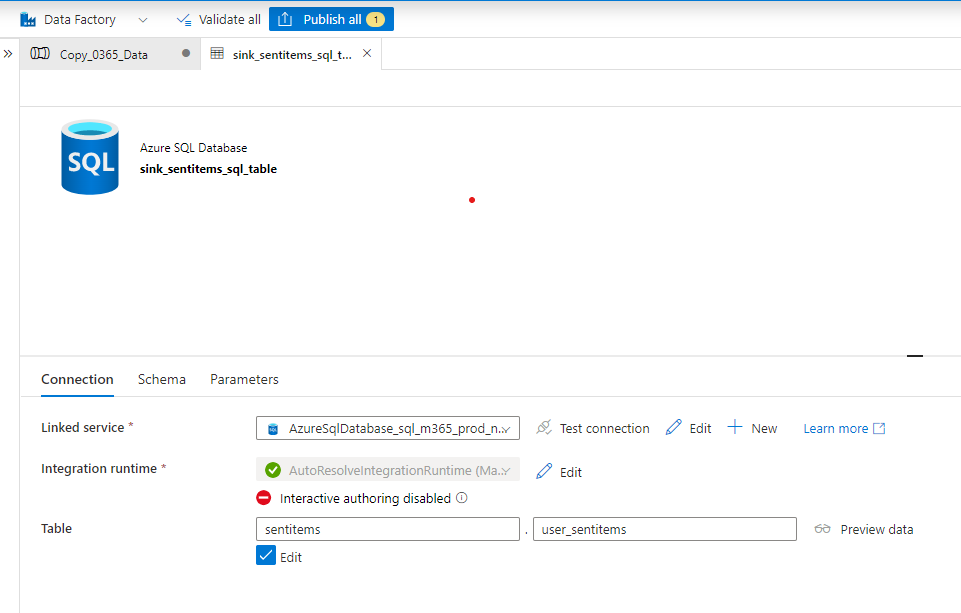 Data Factory Validate all Publish all 1
» Copy_0365_Data sink_sentitems_sql_t...
SQL
Azure SQL Database
sink_sentitems_sql_table
Connection Schema Parameters
Linked service * AzureSqlDatabase_sql_m365_prod_n... Test connection Edit New Learn more
Integration runtime * AutoResolveIntegrationRuntime (Ma... Edit
Interactive authoring disabled
Table sentitems . user_sentitems Preview data
Edit